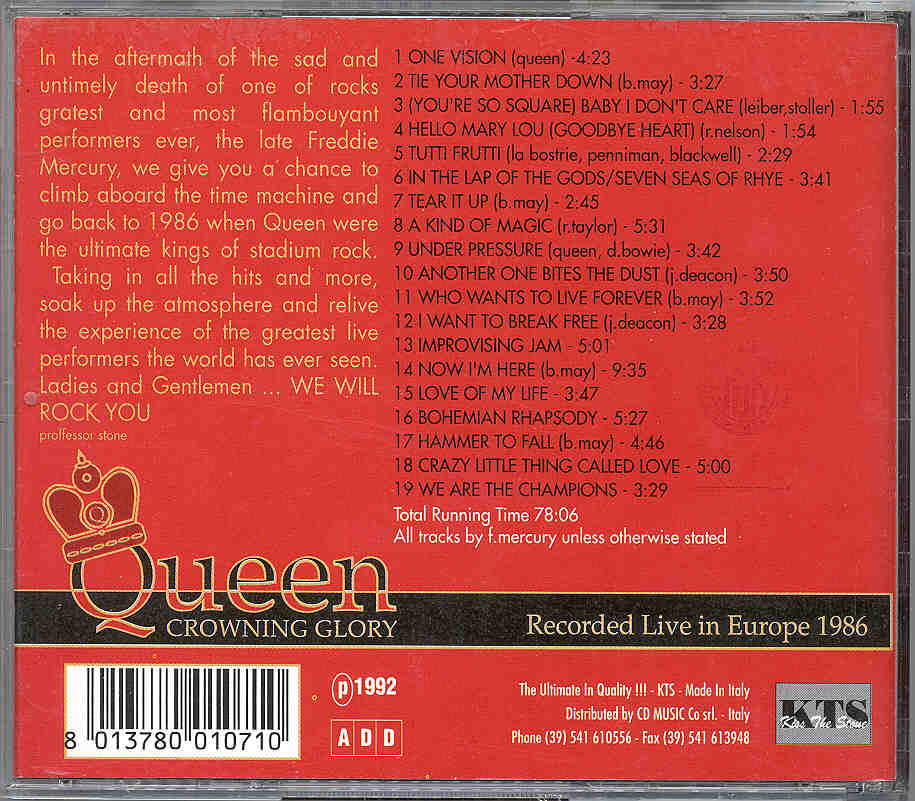 In the aftermath of the sad and
untimely death of one of rocks
gratest and most flambouyant
performers ever, the late Freddie
Mercury, we give you a chance to
climb aboard the time machine and
go back to 1986 when Queen were
the ultimate kings of stadium rock.
Taking in all the hits and more,
soak up the atmosphere and relive
the experience of the greatest live
performers the world has ever seen.
Ladies and Gentlemen ... WE WILL
ROCK YOU
proffessor stone
1 ONE VISION (queen) -4:23
2 TIE YOUR MOTHER DOWN (b.may) - 3:27
3 (YOU'RE SO SQUARE) BABY I DON'T CARE (leiber,stoller) - 1:55
4 HELLO MARY LOU (GOODBYE HEART) (r.nelson) - 1:54
5 TUTTI FRUTTI (la bostrie, penniman, blackwell) - 2:29
6 IN THE LAP OF THE GODS/SEVEN SEAS OF RHYE - 3:41
7 TEAR IT UP (b.may) - 2:45
8 A KIND OF MAGIC (r.taylor) - 5:31
9 UNDER PRESSURE (queen, d.bowie) - 3:42
10 ANOTHER ONE BITES THE DUST (j.deacon) - 3:50
11 WHO WANTS TO LIVE FOREVER (b.may) - 3:52
12 I WANT TO BREAK FREE (j.deacon) - 3:28
13 IMPROVISING JAM - 5:01
14 NOW I'M HERE (b.may) - 9:35
15 LOVE OF MY LIFE - 3:47
16 BOHEMIAN RHAPSODY - 5:27
17 HAMMER TO FALL (b.may) - 4:46
18 CRAZY LITTLE THING CALLED LOVE - 5:00
19 WE ARE THE CHAMPIONS - 3:29
Total Running Time 78:06
All tracks by f.mercury unless otherwise stated
Queen
CROWNING GLORY
Recorded Live in Europe 1986
8 013780 010710
p 1992
A D D
The Ultimate In Quality !!! - KTS - Made In Italy
Distributed by CD MUSIC Co srl. - Italy
Phone (39) 541 610556 - Fax (39) 541 613948
KTS
Kiss The Stone